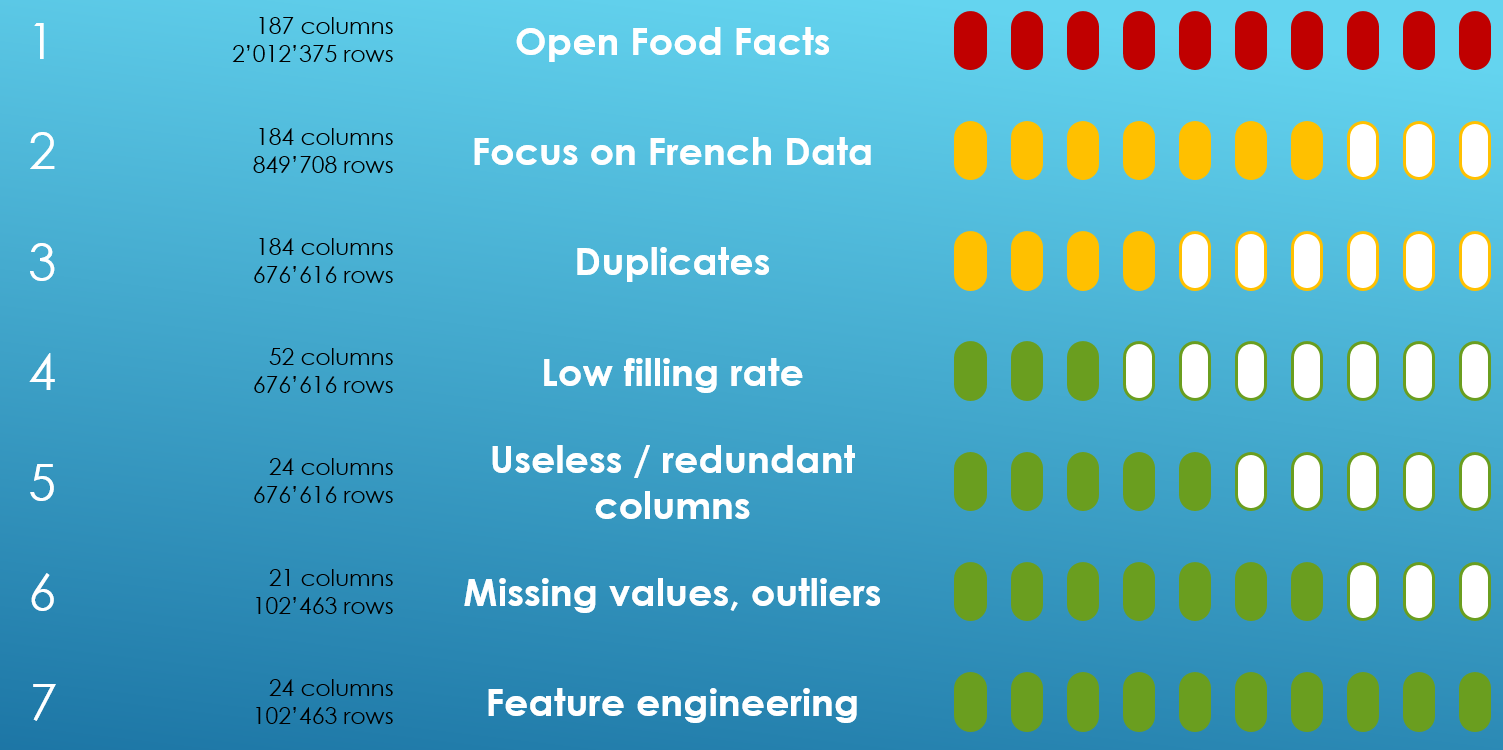 1
187 columns
2’012’375 rows
Open Food Facts
2
184 columns
849’708 rows
Focus on French Data
3
184 columns
676’616 rows
Duplicates
4
52 columns
676’616 rows
Low filling rate
5
24 columns
676’616 rows
Useless / redundant
columns
6
21 columns
102’463 rows
Missing values, outliers
7
24 columns
102’463 rows
Feature engineering